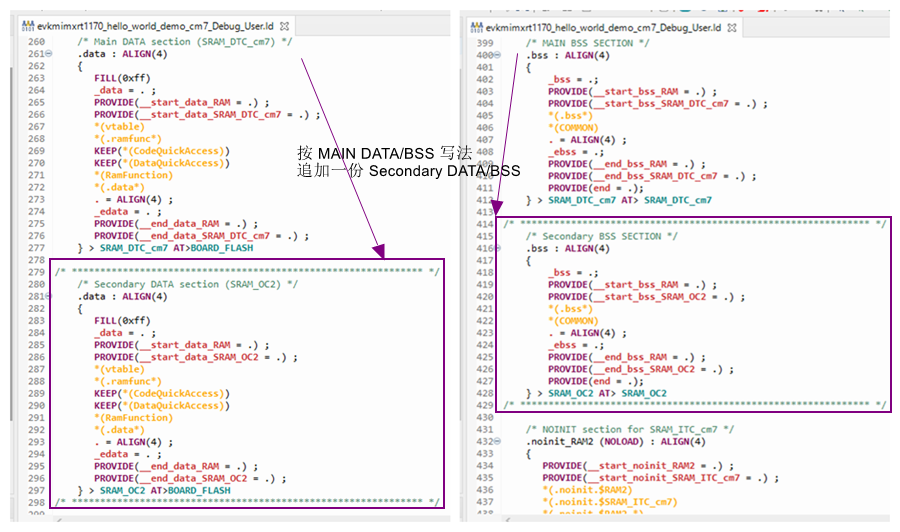 evkmimxrt1170_hello_world_demo_cm7_Debug_User.ld
260 /* Main DATA section (SRAM_DTC_cm7) */
261 .data : ALIGN(4)
262 {
263 FILL(0xff)
264 _data = . ;
265 PROVIDE(__start_data_RAM = .) ;
266 PROVIDE(__start_data_SRAM_DTC_cm7 = .) ;
267 *(vtable)
268 *(.ramfunc*)
269 KEEP(*(CodeQuickAccess))
270 KEEP(*(DataQuickAccess))
271 *(RamFunction)
272 *(.data*)
273 . = ALIGN(4) ;
274 _edata = . ;
275 PROVIDE(__end_data_RAM = .) ;
276 PROVIDE(__end_data_SRAM_DTC_cm7 = .) ;
277 } > SRAM_DTC_cm7 AT>BOARD_FLASH
278
279 /* ************************************************************** */
280 /* Secondary DATA section (SRAM_OC2) */
281 .data : ALIGN(4)
282 {
283 FILL(0xff)
284 _data = . ;
285 PROVIDE(__start_data_RAM = .) ;
286 PROVIDE(__start_data_SRAM_OC2 = .) ;
287 *(vtable)
288 *(.ramfunc*)
289 KEEP(*(CodeQuickAccess))
290 KEEP(*(DataQuickAccess))
291 *(RamFunction)
292 *(.data*)
293 . = ALIGN(4) ;
294 _edata = . ;
295 PROVIDE(__end_data_RAM = .) ;
296 PROVIDE(__end_data_SRAM_OC2 = .) ;
297 } > SRAM_OC2 AT>BOARD_FLASH
298 /* ************************************************************** */
按 MAIN DATA/BSS 写法
追加一份 Secondary DATA/BSS
evkmimxrt1170_hello_world_demo_cm7_Debug_User.ld
399 /* MAIN BSS SECTION */
400 .bss : ALIGN(4)
401 {
402 _bss = .;
403 PROVIDE(__start_bss_RAM = .) ;
404 PROVIDE(__start_bss_SRAM_DTC_cm7 = .) ;
405 *(.bss*)
406 *(COMMON)
407 . = ALIGN(4) ;
408 _ebss = .;
409 PROVIDE(__end_bss_RAM = .) ;
410 PROVIDE(__end_bss_SRAM_DTC_cm7 = .) ;
411 PROVIDE(end = .);
412 } > SRAM_DTC_cm7 AT> SRAM_DTC_cm7
413
414 /* ************************************************************** */
415 /* Secondary BSS SECTION */
416 .bss : ALIGN(4)
417 {
418 _bss = .;
419 PROVIDE(__start_bss_RAM = .) ;
420 PROVIDE(__start_bss_SRAM_OC2 = .) ;
421 *(.bss*)
422 *(COMMON)
423 . = ALIGN(4) ;
424 _ebss = .;
425 PROVIDE(__end_bss_RAM = .) ;
426 PROVIDE(__end_bss_SRAM_OC2 = .) ;
427 PROVIDE(end = .);
428 } > SRAM_OC2 AT> SRAM_OC2
429 /* ************************************************************** */
430
431 /* NOINIT section for SRAM_ITC_cm7 */
432 .noinit_RAM2 (NOLOAD) : ALIGN(4)
433 {
434 PROVIDE(__start_noinit_RAM2 = .) ;
435 PROVIDE(__start_noinit_SRAM_ITC_cm7 = .) ;
436 *(.noinit.$RAM2)
437 *(.noinit.$SRAM_ITC_cm7)